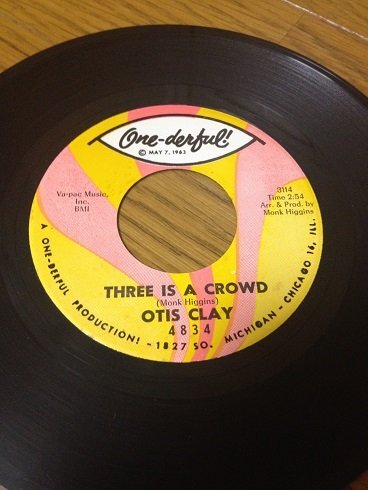 One-derful!
© MAY 7, 1963
Va-pac Music,
Inc.
BMI
3114
Time 2:54
Arr. & Prod. by
Monk Higgins
THREE IS A CROWD
(Monk Higgins)
OTIS CLAY
4834
A ONE-DERFUL PRODUCTION! - 1827 SO. MICHIGAN - CHICAGO 16, ILL.